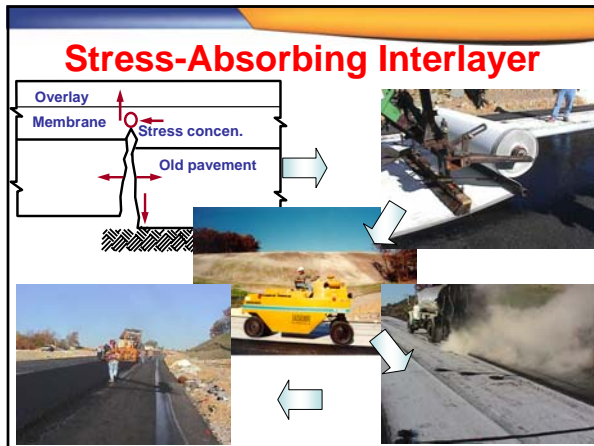 Stress-Absorbing Interlayer
Overlay
Membrane
Stress concen.
Old pavement